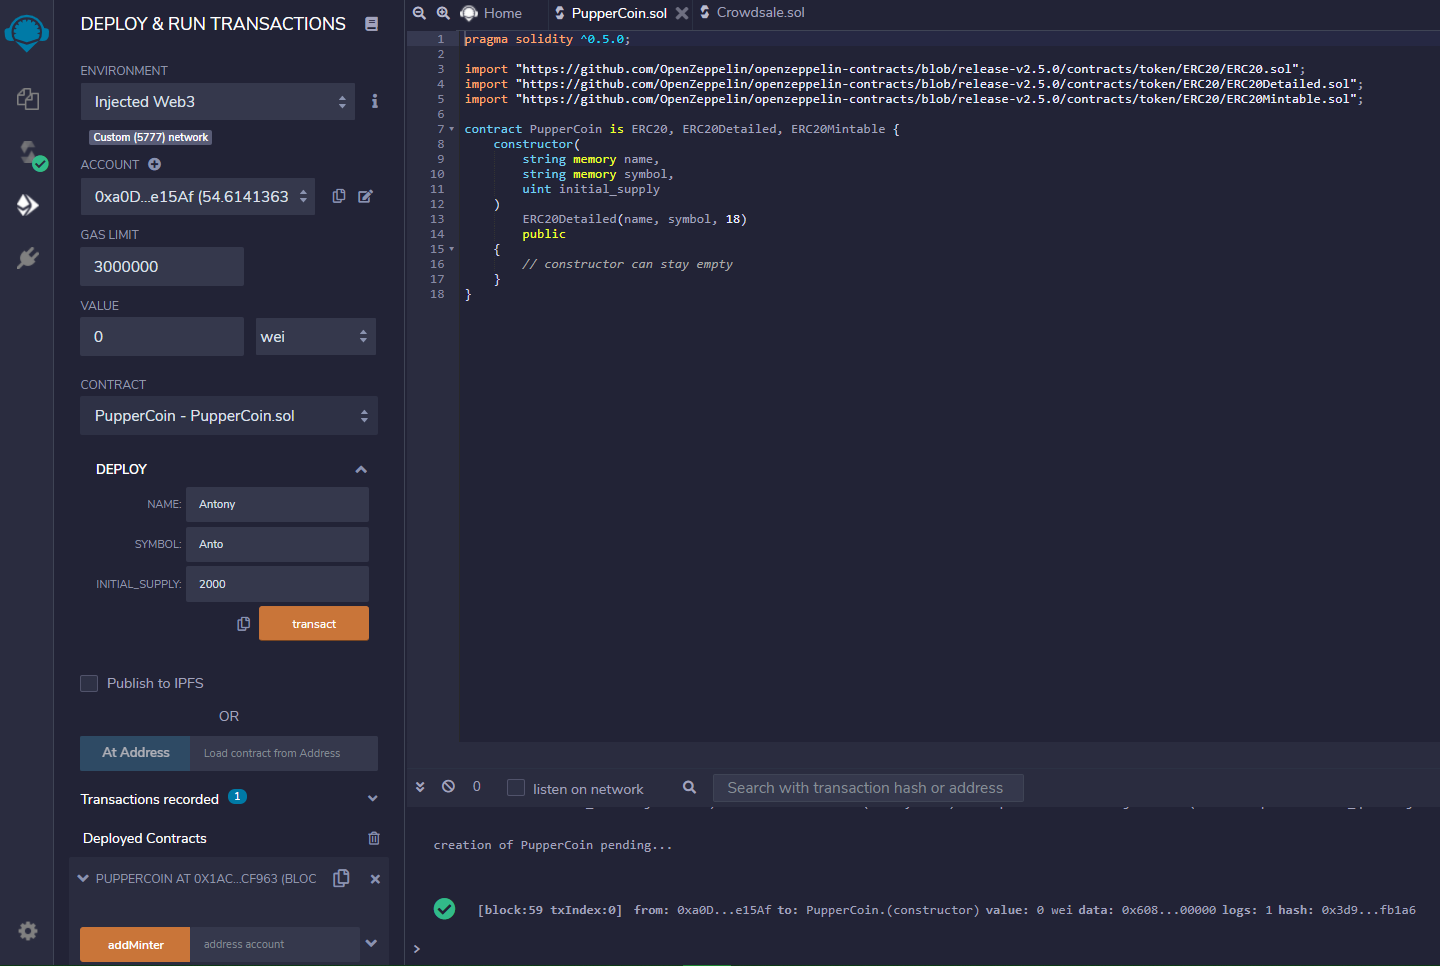 DEPLOY & RUN TRANSACTIONS
ENVIRONMENT
Injected Web3
Custom (5777) network
ACCOUNT
0xa0D...e15Af (54.6141363
GAS LIMIT
3000000
VALUE
0
wei
CONTRACT
PupperCoin - PupperCoin.sol
DEPLOY
NAME: Antony
SYMBOL: Anto
INITIAL_SUPPLY: 2000
transact
Publish to IPFS
OR
At Address Load contract from Address
Transactions recorded 1
Deployed Contracts
PUPPERCOIN AT 0X1AC...CF963 (BLOC
addMinter address account
Home PupperCoin.sol Crowdsale.sol
1 pragma solidity ^0.5.0;
2
3 import "https://github.com/OpenZeppelin/openzeppelin-contracts/blob/release-v2.5.0/contracts/token/ERC20/ERC20.sol";
4 import "https://github.com/OpenZeppelin/openzeppelin-contracts/blob/release-v2.5.0/contracts/token/ERC20/ERC20Detailed.sol";
5 import "https://github.com/OpenZeppelin/openzeppelin-contracts/blob/release-v2.5.0/contracts/token/ERC20/ERC20Mintable.sol";
6
7 contract PupperCoin is ERC20, ERC20Detailed, ERC20Mintable {
8 constructor(
9 string memory name,
10 string memory symbol,
11 uint initial_supply
12 )
13 ERC20Detailed(name, symbol, 18)
14 public
15 {
16 // constructor can stay empty
17 }
18 }
0 listen on network Search with transaction hash or address
creation of PupperCoin pending...
[block:59 txIndex:0] from: 0xa0D...e15Af to: PupperCoin.(constructor) value: 0 wei data: 0x608...00000 logs: 1 hash: 0x3d9...fb1a6
>